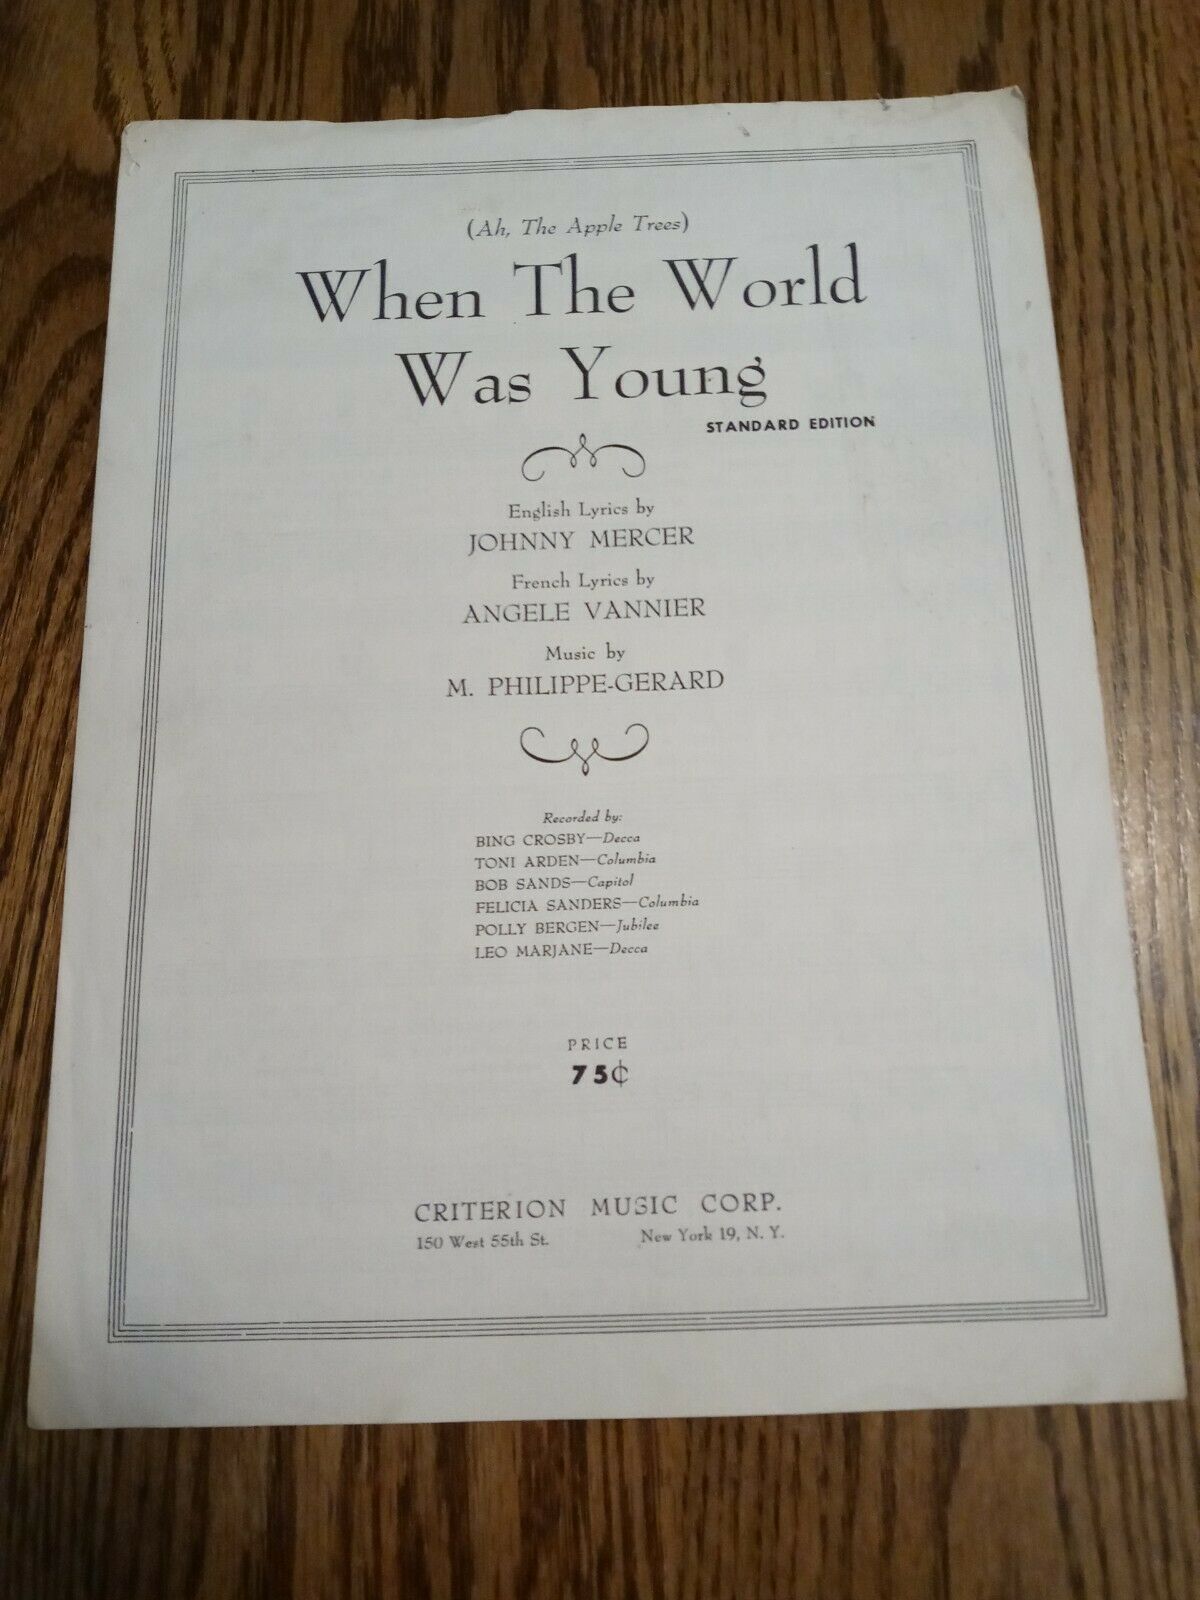 (Ah, The Apple Trees)
When The World
Was Young
STANDARD EDITION
English Lyrics by
JOHNNY MERCER
French Lyrics by
ANGELE VANNIER
Music by
M. PHILIPPE-GERARD
Recorded by:
BING CROSBY—Decca
TONI ARDEN—Columbia
BOB SANDS—Capitol
FELICIA SANDERS—Columbia
POLLY BERGEN—Jubilee
LEO MARJANE—Decca
PRICE
75¢
CRITERION MUSIC CORP.
150 West 55th St. New York 19, N. Y.